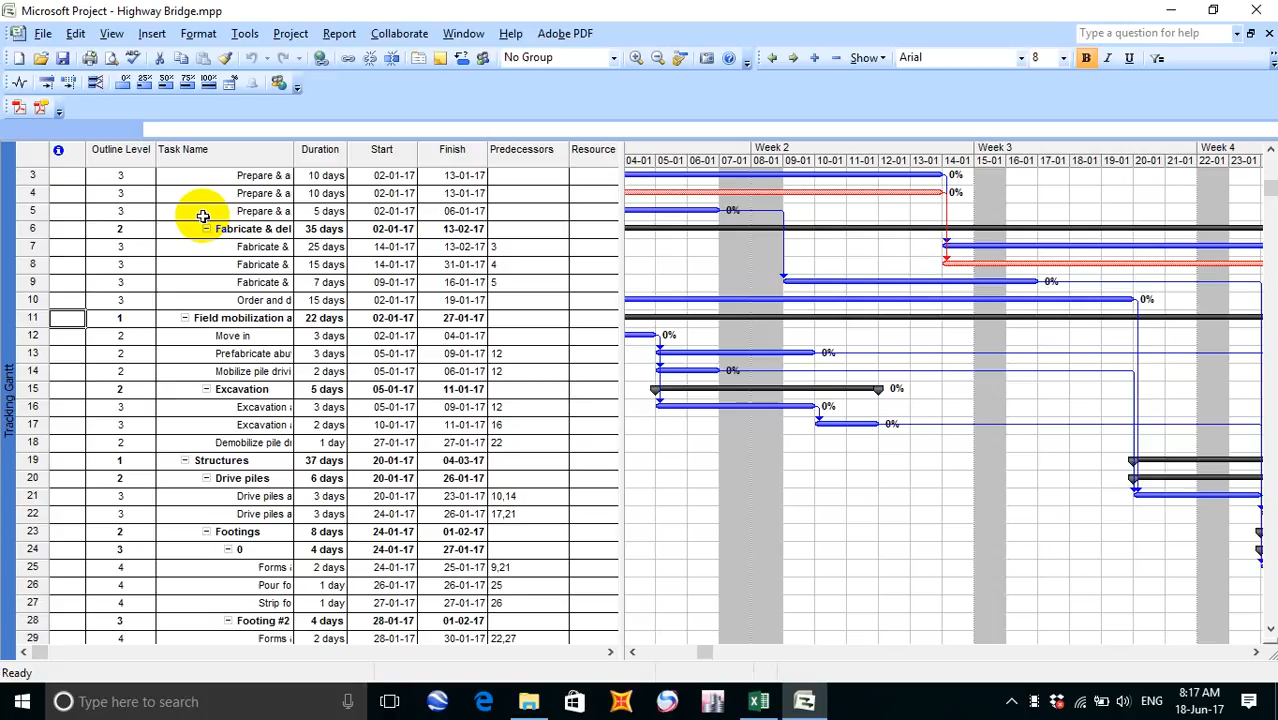 Microsoft Project - Highway Bridge.mpp
File Edit View Insert Format Tools Project Report Collaborate Window Help Adobe PDF Type a question for help
No Group Show Arial 8 B I U
0% 25% 50% 75% 100%
Outline Level Task Name Duration Start Finish Predecessors Resource
Week 2 Week 3 Week 4
04-01 05-01 06-01 07-01 08-01 09-01 10-01 11-01 12-01 13-01 14-01 15-01 16-01 17-01 18-01 19-01 20-01 21-01 22-01 23-01
3 3 Prepare & a 10 days 02-01-17 13-01-17 0%
4 3 Prepare & a 10 days 02-01-17 13-01-17 0%
5 3 Prepare & a 5 days 02-01-17 06-01-17 0%
6 2 Fabricate & del 35 days 02-01-17 13-02-17
7 3 Fabricate & 25 days 14-01-17 13-02-17 3
8 3 Fabricate & 15 days 14-01-17 31-01-17 4
9 3 Fabricate & 7 days 09-01-17 16-01-17 5 0%
10 3 Order and d 15 days 02-01-17 19-01-17 0%
11 1 Field mobilization a 22 days 02-01-17 27-01-17
12 2 Move in 3 days 02-01-17 04-01-17 0%
13 2 Prefabricate abu 3 days 05-01-17 09-01-17 12 0%
14 2 Mobilize pile drivi 2 days 05-01-17 06-01-17 12 0%
15 2 Excavation 5 days 05-01-17 11-01-17 0%
16 3 Excavation 3 days 05-01-17 09-01-17 12 0%
17 3 Excavation 2 days 10-01-17 11-01-17 16 0%
18 2 Demobilize pile d 1 day 27-01-17 27-01-17 22
19 1 Structures 37 days 20-01-17 04-03-17
20 2 Drive piles 6 days 20-01-17 26-01-17
21 3 Drive piles a 3 days 20-01-17 23-01-17 10,14
22 3 Drive piles a 3 days 24-01-17 26-01-17 17,21
23 2 Footings 8 days 24-01-17 01-02-17
24 3 0 4 days 24-01-17 27-01-17
25 4 Forms 2 days 24-01-17 25-01-17 9,21
26 4 Pour fo 1 day 26-01-17 26-01-17 25
27 4 Strip fo 1 day 27-01-17 27-01-17 26
28 3 Footing #2 4 days 28-01-17 01-02-17
29 4 Forms 2 days 28-01-17 30-01-17 22,27
Tracking Gantt
Ready
Type here to search ENG 8:17 AM
18-Jun-17